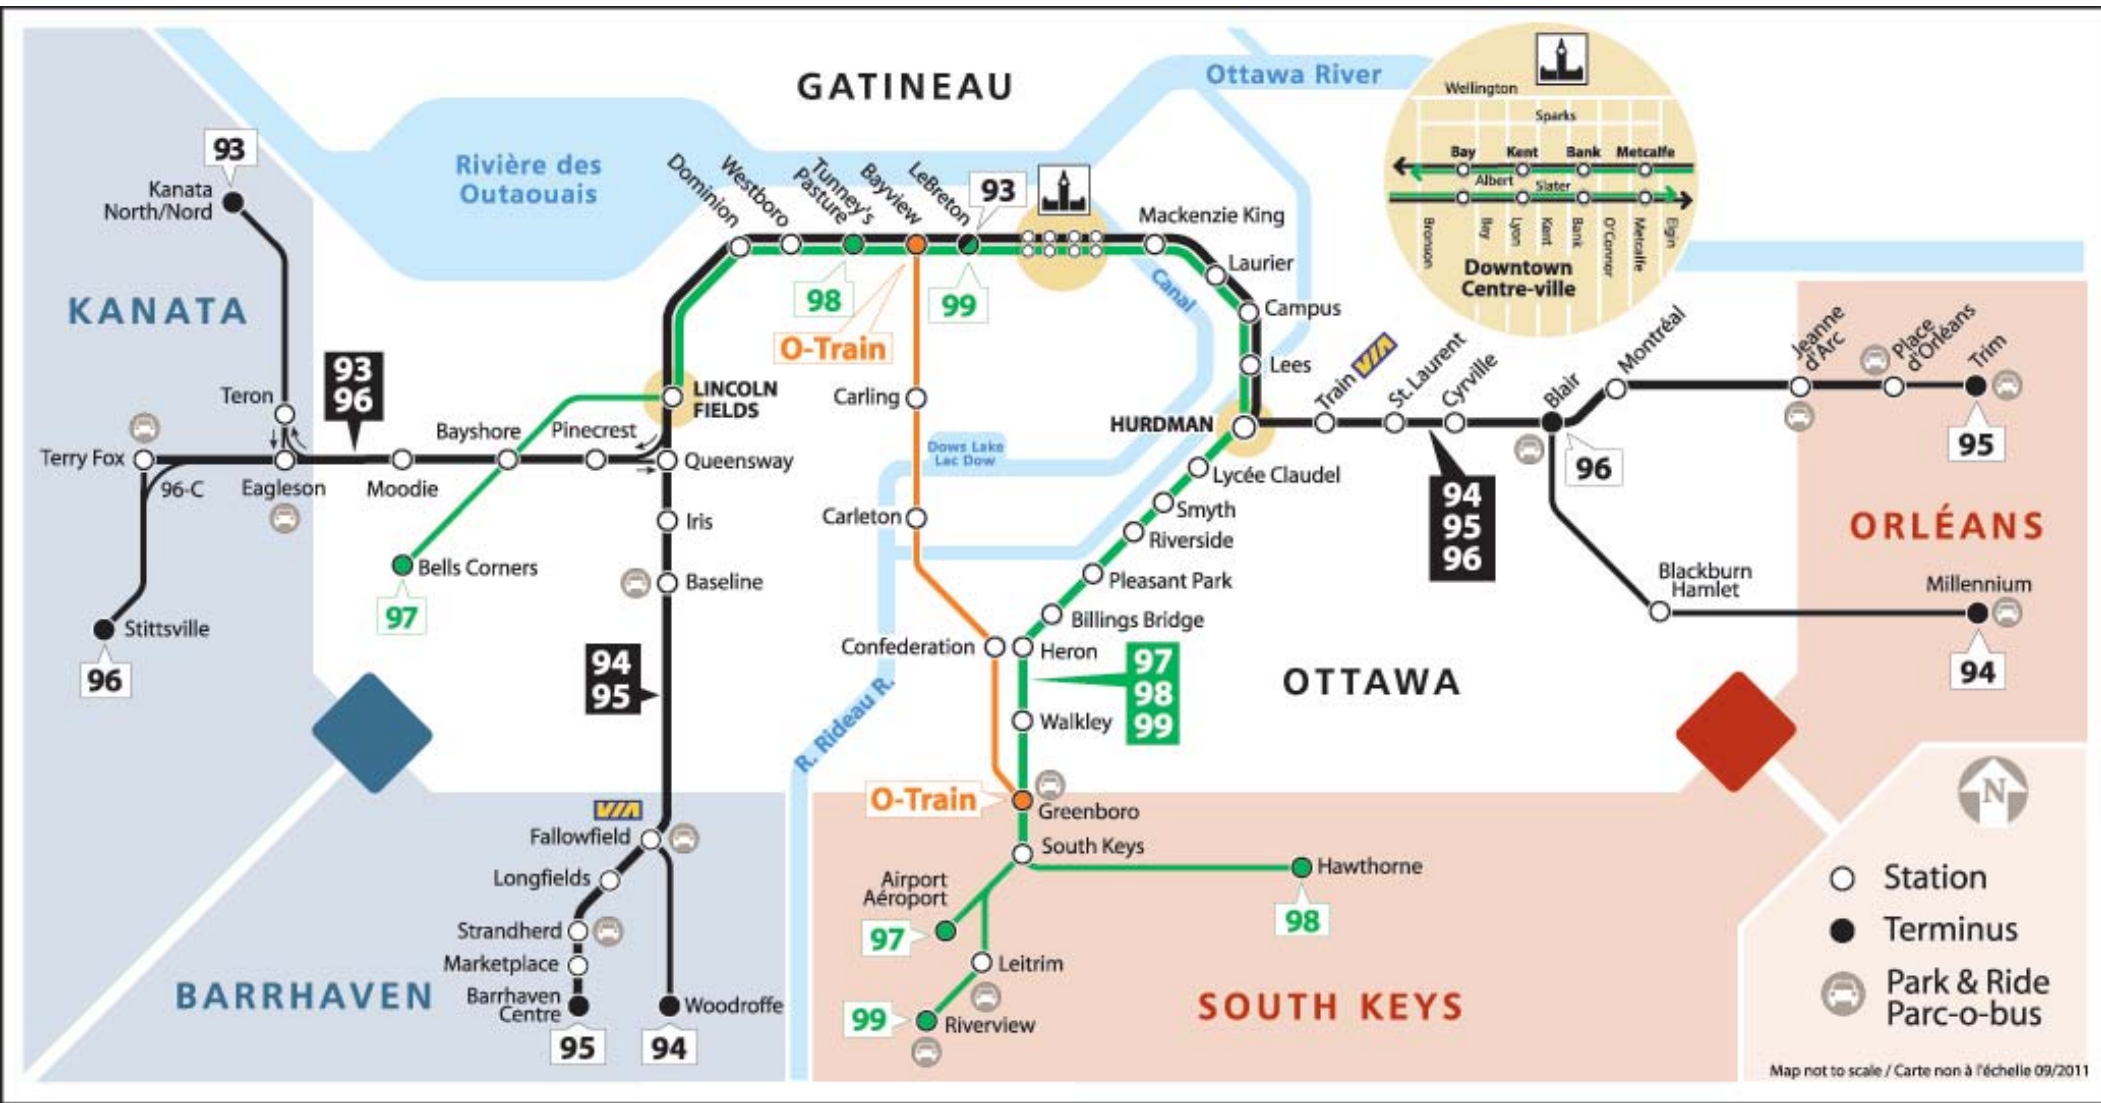 GATINEAU
Ottawa River
Rivière des
Outaouais
Wellington
Sparks
Bay
Kent
Bank
Metcalfe
Albert
Slater
Bronson
Bay
Lyon
Kent
Bank
O'Connor
Metcalfe
Elgin
Downtown
Centre-ville
93
Kanata
North/Nord
KANATA
Dominion
Westboro
Tunney's
Pasture
Bayview
LeBreton
93
Mackenzie King
Laurier
Campus
Lees
Canal
98
O-Train
99
93
96
Teron
Terry Fox
96-C
Eagleson
Moodie
Bayshore
Pinecrest
LINCOLN
FIELDS
Queensway
Iris
Baseline
Bells Corners
97
Stittsville
96
Carling
Dows Lake
Lac Dow
Carleton
Confederation
R. Rideau R.
HURDMAN
Train
VIA
St. Laurent
Cyrville
Blair
Montréal
Jeanne
d'Arc
Place
d'Orléans
Trim
95
96
94
95
96
ORLÉANS
Blackburn
Hamlet
Millennium
94
Lycée Claudel
Smyth
Riverside
Pleasant Park
Billings Bridge
Heron
97
98
99
Walkley
OTTAWA
94
95
VIA
Fallowfield
Longfields
Strandherd
Marketplace
Barrhaven
Centre
95
Woodroffe
94
BARRHAVEN
O-Train
Greenboro
South Keys
Airport
Aéroport
97
Hawthorne
98
Leitrim
99
Riverview
SOUTH KEYS
N
Station
Terminus
Park & Ride
Parc-o-bus
Map not to scale / Carte non à l'échelle 09/2011